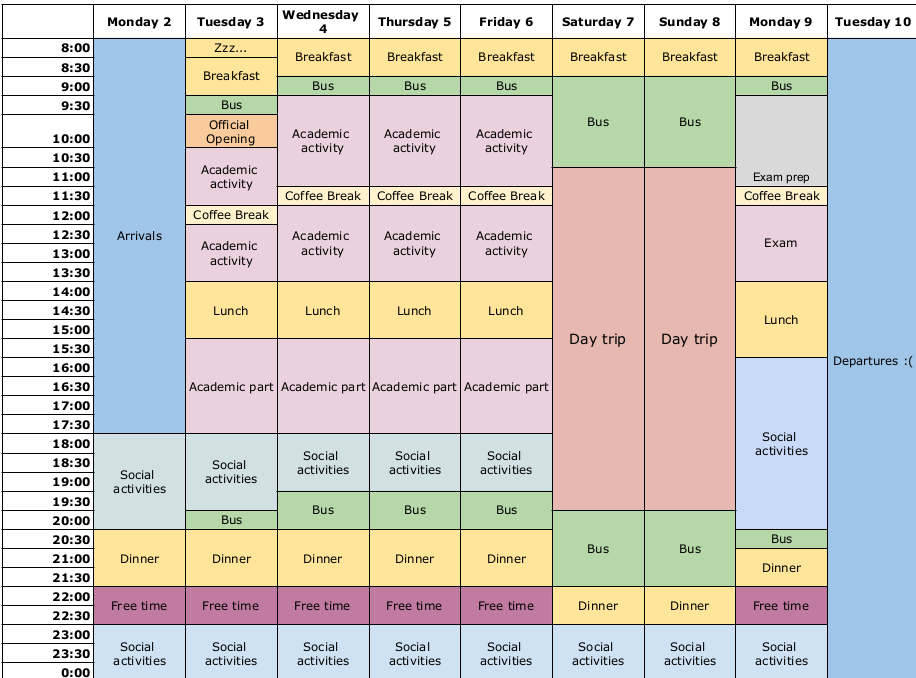 Monday 2
Tuesday 3
Wednesday
4
Thursday 5
Friday 6
Saturday 7
Sunday 8
Monday 9
Tuesday 10
8:00
8:30
9:00
9:30
10:00
10:30
11:00
11:30
12:00
12:30
13:00
13:30
14:00
14:30
15:00
15:30
16:00
16:30
17:00
17:30
18:00
18:30
19:00
19:30
20:00
20:30
21:00
21:30
22:00
22:30
23:00
23:30
0:00
Arrivals
Social
activities
Dinner
Free time
Social
activities
Zzz...
Breakfast
Bus
Official
Opening
Academic
activity
Coffee Break
Academic
activity
Lunch
Academic part
Social
activities
Bus
Dinner
Free time
Social
activities
Breakfast
Bus
Academic
activity
Coffee Break
Academic
activity
Lunch
Academic part
Social
activities
Bus
Dinner
Free time
Social
activities
Breakfast
Bus
Academic
activity
Coffee Break
Academic
activity
Lunch
Academic part
Social
activities
Bus
Dinner
Free time
Social
activities
Breakfast
Bus
Academic
activity
Coffee Break
Academic
activity
Lunch
Academic part
Social
activities
Bus
Dinner
Free time
Social
activities
Breakfast
Bus
Day trip
Bus
Dinner
Social
activities
Breakfast
Bus
Day trip
Bus
Dinner
Social
activities
Breakfast
Bus
Exam prep
Coffee Break
Exam
Lunch
Social
activities
Bus
Dinner
Free time
Social
activities
Departures :(